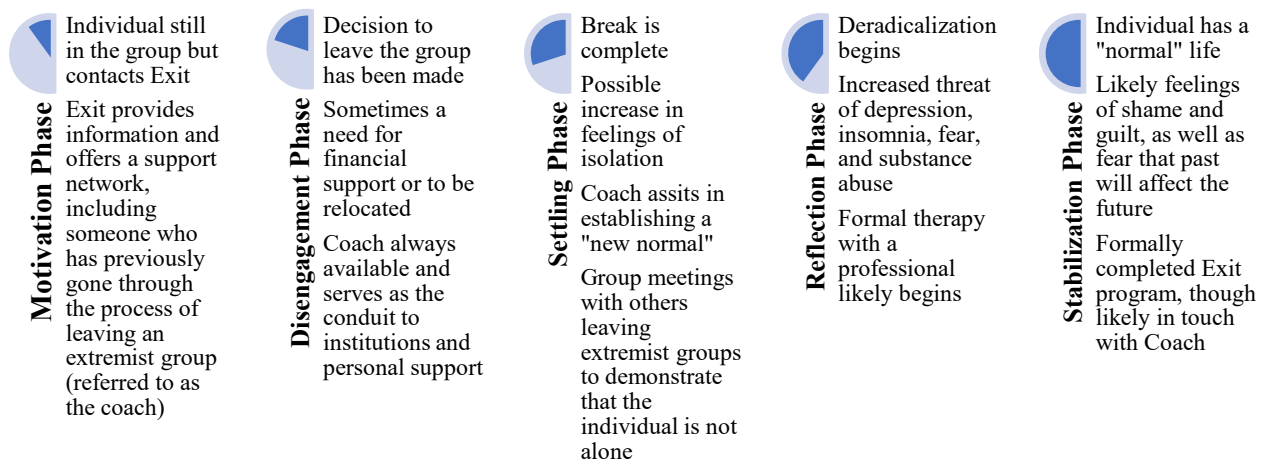 Motivation Phase
Individual still
in the group but
contacts Exit
Exit provides
information and
offers a support
network,
including
someone who
has previously
gone through
the process of
leaving an
extremist group
(referred to as
the coach)
Disengagement Phase
Decision to
leave the group
has been made
Sometimes a
need for
financial
support or to be
relocated
Coach always
available and
serves as the
conduit to
institutions and
personal support
Settling Phase
Break is
complete
Possible
increase in
feelings of
isolation
Coach assits in
establishing a
"new normal"
Group meetings
with others
leaving
extremist groups
to demonstrate
that the
individual is not
alone
Reflection Phase
Deradicalization
begins
Increased threat
of depression,
insomnia, fear,
and substance
abuse
Formal therapy
with a
professional
likely begins
Stabilization Phase
Individual has a
"normal" life
Likely feelings
of shame and
guilt, as well as
fear that past
will affect the
future
Formally
completed Exit
program, though
likely in touch
with Coach